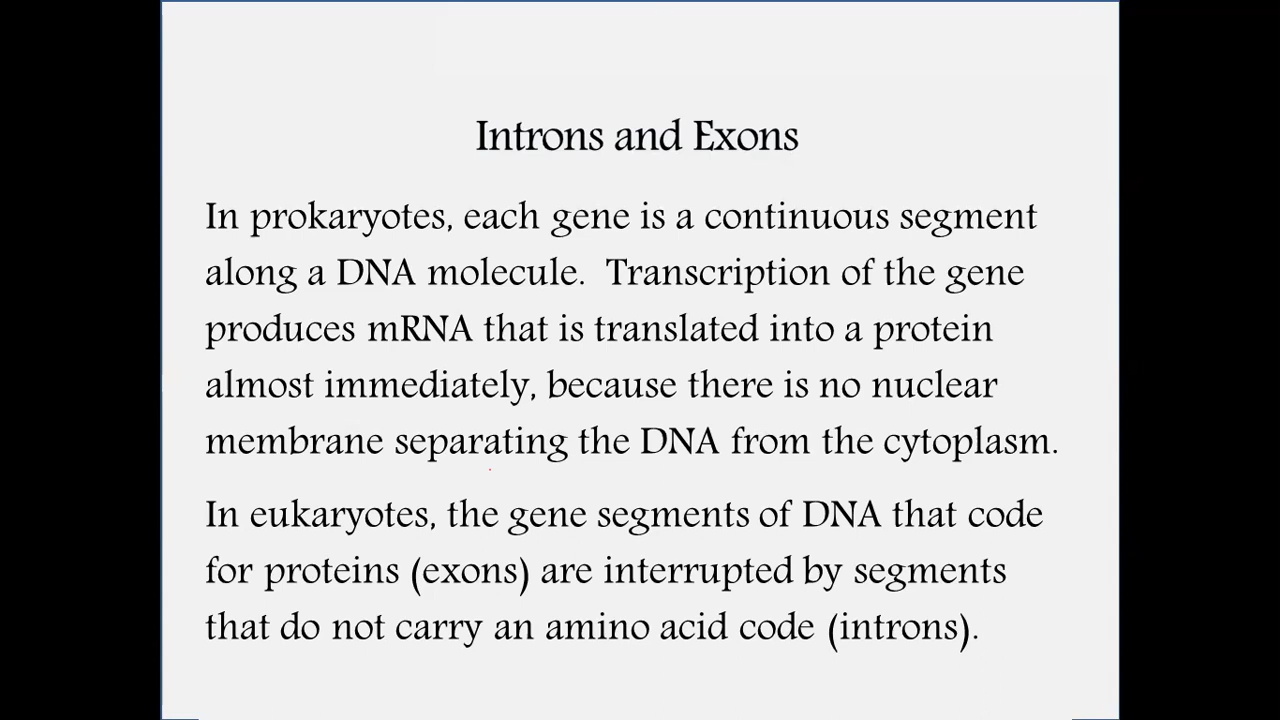 Introns and Exons
In prokaryotes, each gene is a continuous segment
along a DNA molecule.  Transcription of the gene
produces mRNA that is translated into a protein
almost immediately, because there is no nuclear
membrane separating the DNA from the cytoplasm.
In eukaryotes, the gene segments of DNA that code
for proteins (exons) are interrupted by segments
that do not carry an amino acid code (introns).